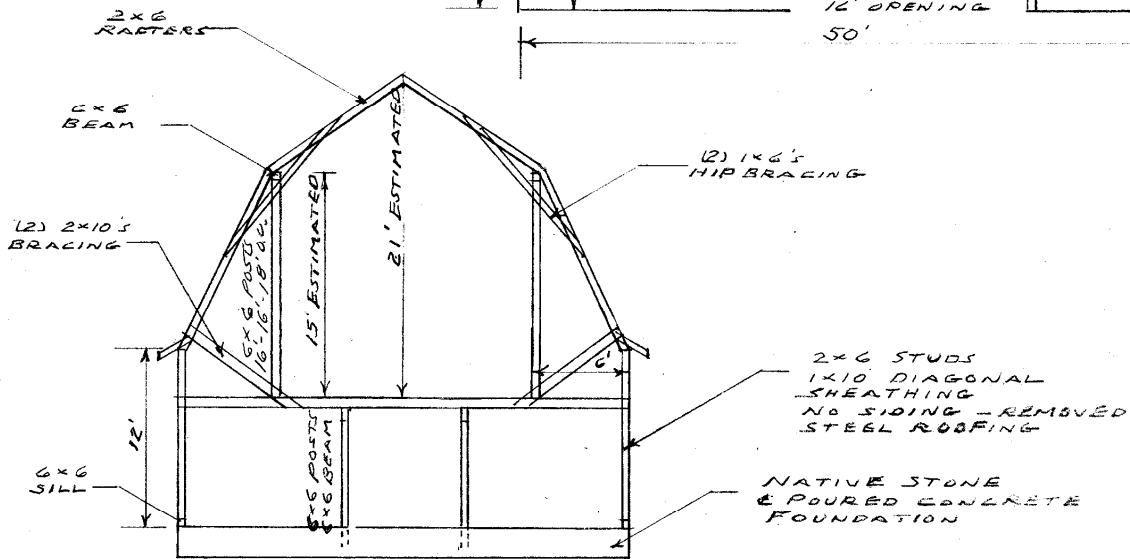 16' OPENING
50'
2×6
RAFTERS
6×6
BEAM
(2) 2×10's
BRACING
6×6 POSTS
16'-16'-18' O.C.
15' ESTIMATED
21' ESTIMATED
(2) 1×6's
HIP BRACING
6'
12'
6×6
SILL
6×6 POSTS
6×6 BEAM
2×6 STUDS
1×10 DIAGONAL
SHEATHING
NO SIDING - REMOVED
STEEL ROOFING
NATIVE STONE
& POURED CONCRETE
FOUNDATION